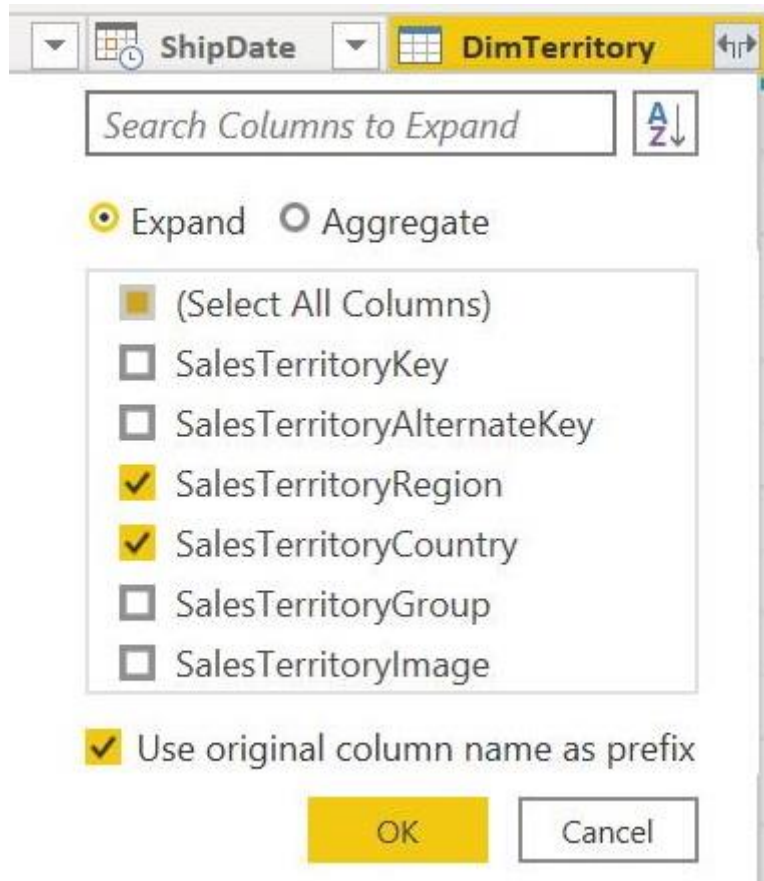 ShipDate DimTerritory
Search Columns to Expand AZ
Expand Aggregate
(Select All Columns)
SalesTerritoryKey
SalesTerritoryAlternateKey
SalesTerritoryRegion
SalesTerritoryCountry
SalesTerritoryGroup
SalesTerritoryImage
Use original column name as prefix
OK Cancel